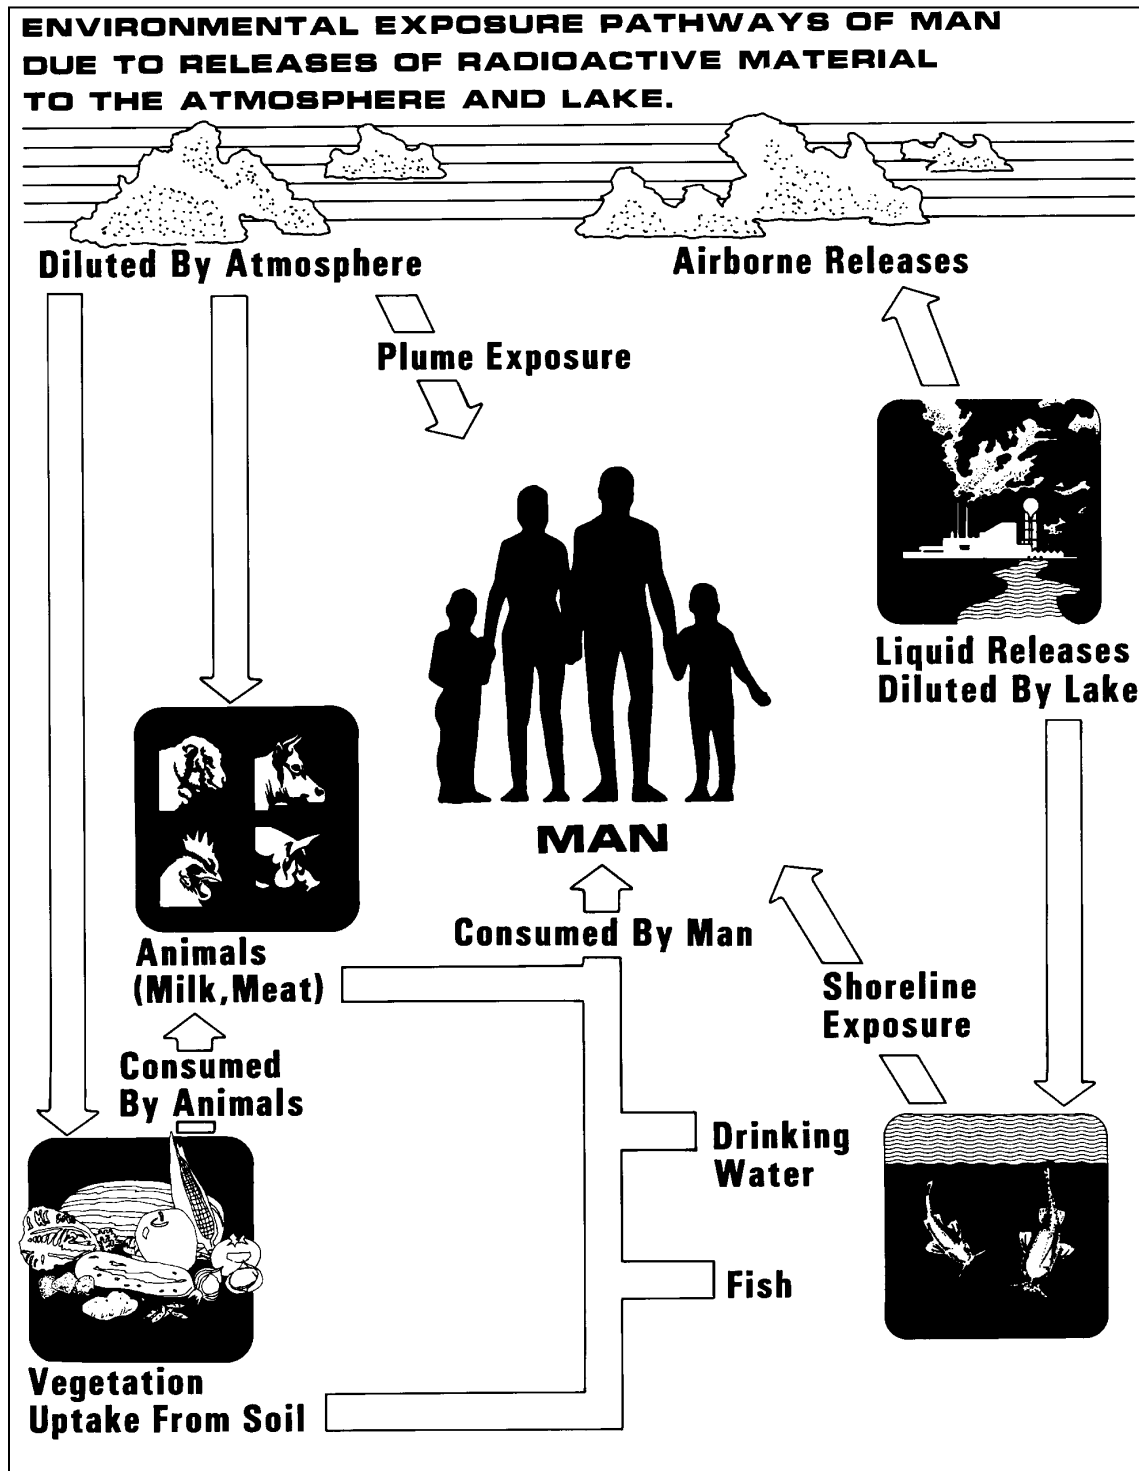 ENVIRONMENTAL EXPOSURE PATHWAYS OF MAN
DUE TO RELEASES OF RADIOACTIVE MATERIAL
TO THE ATMOSPHERE AND LAKE.
Diluted By Atmosphere
Airborne Releases
Plume Exposure
Liquid Releases
Diluted By Lake
MAN
Consumed By Man
Animals
(Milk,Meat)
Shoreline
Exposure
Consumed
By Animals
Drinking
Water
Fish
Vegetation
Uptake From Soil